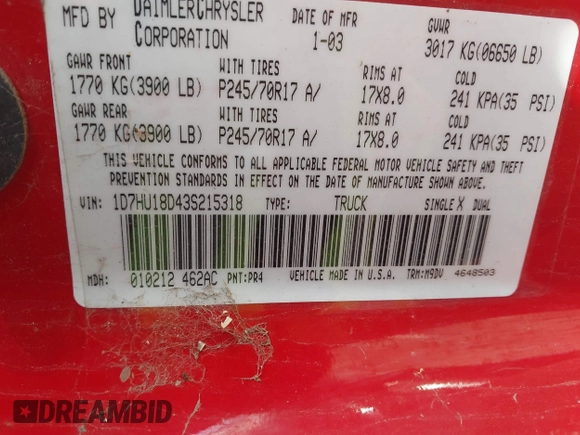 MFD BY DAIMLERCHRYSLER CORPORATION
DATE OF MFR 1-03
GVWR 3017 KG(06650 LB)
GAWR FRONT WITH TIRES RIMS AT COLD
1770 KG(3900 LB) P245/70R17 A/ 17X8.0 241 KPA(35 PSI)
GAWR REAR WITH TIRES RIMS AT COLD
1770 KG(3900 LB) P245/70R17 A/ 17X8.0 241 KPA(35 PSI)
THIS VEHICLE CONFORMS TO ALL APPLICABLE FEDERAL MOTOR VEHICLE SAFETY AND THEFT
PREVENTION STANDARDS IN EFFECT ON THE DATE OF MANUFACTURE SHOWN ABOVE.
VIN: 1D7HU18D43S215318 TYPE: TRUCK SINGLE X DUAL
MDH: 010212 462AC PNT:PR4 VEHICLE MADE IN U.S.A. TRM:M9DV 4648503
DREAMBID